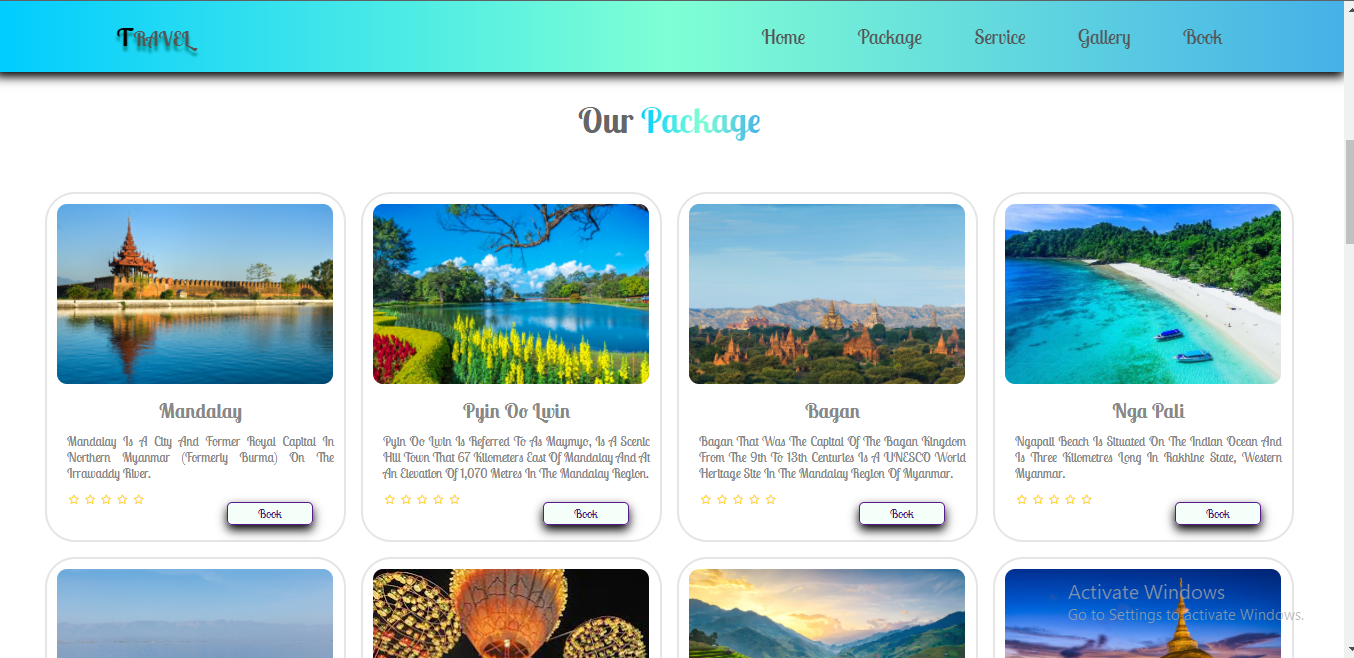 TRAVEL
Home Package Service Gallery Book
Our Package
Mandalay
Mandalay Is A City And Former Royal Capital In
Northern Myanmar (Formerly Burma) On The
Irrawaddy River.
Book
Pyin Oo Lwin
Pyin Oo Lwin Is Referred To As Maymyo, Is A Scenic
Hill Town That 67 Kilometers East Of Mandalay And At
An Elevation Of 1,070 Metres In The Mandalay Region.
Book
Bagan
Bagan That Was The Capital Of The Bagan Kingdom
From The 9th To 13th Centuries Is A UNESCO World
Heritage Site In The Mandalay Region Of Myanmar.
Book
Nga Pali
Ngapali Beach Is Situated On The Indian Ocean And
Is Three Kilometres Long In Rakhine State, Western
Myanmar.
Book
Activate Windows
Go to Settings to activate Windows.